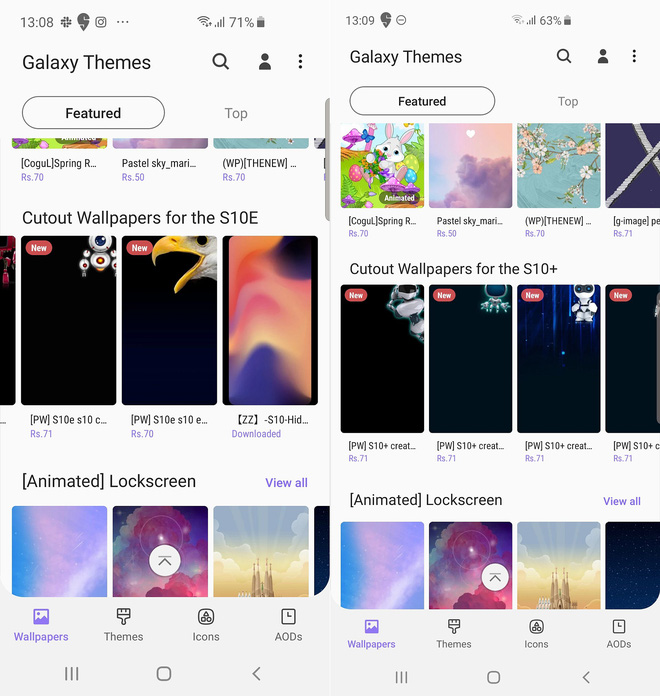 13:08
71%
Galaxy Themes
Featured
Top
Animated
[CoguL]Spring R...
Pastel sky_mari...
(WP)[THENEW] ...
Rs.70
Rs.50
Rs.70
Cutout Wallpapers for the S10E
New
New
[PW] S10e s10 c...
[PW] S10e s10 e...
【ZZ】-S10-Hid...
Rs.71
Rs.70
Downloaded
[Animated] Lockscreen
View all
Wallpapers
Themes
Icons
AODs
13:09
63%
Galaxy Themes
Featured
Top
Animated
[CoguL]Spring R...
Pastel sky_mari...
(WP)[THENEW] ...
[g-image] pe
Rs.70
Rs.50
Rs.70
Rs.71
Cutout Wallpapers for the S10+
New
New
New
New
[PW] S10+ creat...
[PW] S10+ creat...
[PW] S10+ creat...
[PW] S10+ c
Rs.71
Rs.71
Rs.71
Rs.71
[Animated] Lockscreen
View all
Wallpapers
Themes
Icons
AODs